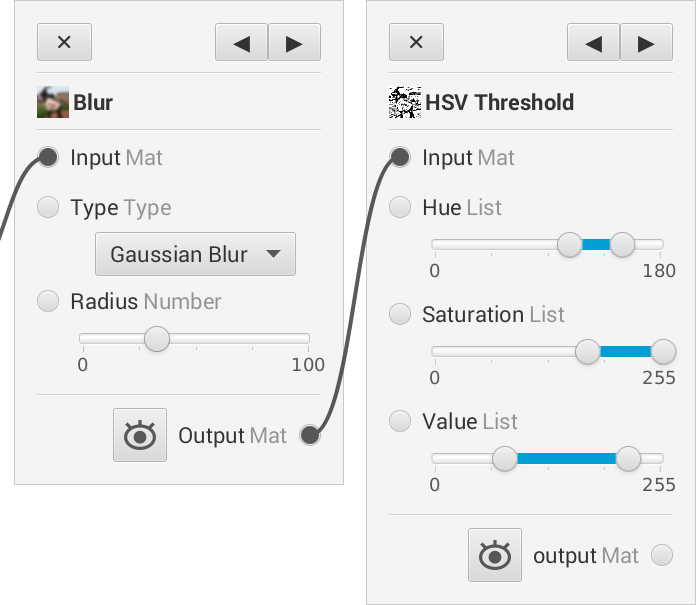 Blur
Input Mat
Type Type
Gaussian Blur
Radius Number
0 100
Output Mat
HSV Threshold
Input Mat
Hue List
0 180
Saturation List
0 255
Value List
0 255
output Mat